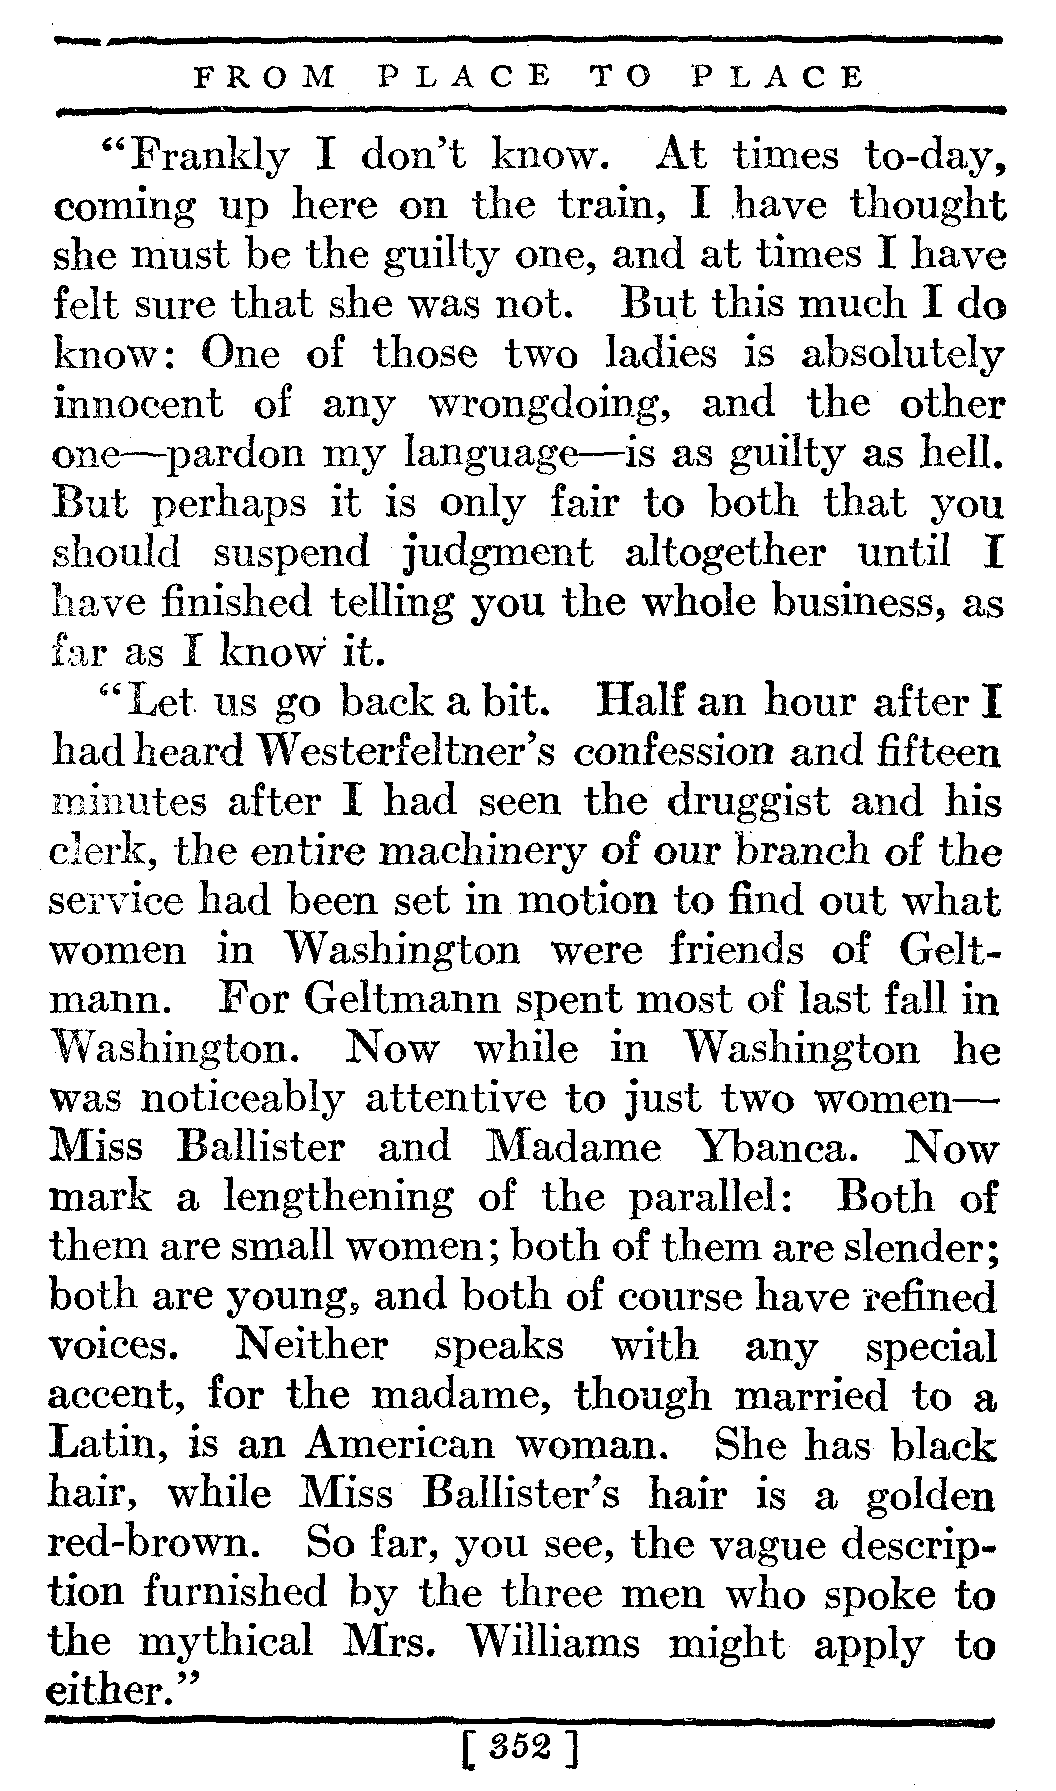 FROM PLACE TO PLACE
“Frankly I don't know. At times to-day,
coming up here on the train, I have thought
she must be the guilty one, and at times I have
felt sure that she was not. But this much I do
know: One of those two ladies is absolutely
innocent of any wrongdoing, and the other
one—pardon my language—is as guilty as hell.
But perhaps it is only fair to both that you
should suspend judgment altogether until I
have finished telling you the whole business, as
far as I know it.
“Let us go back a bit. Half an hour after I
had heard Westerfeltner's confession and fifteen
minutes after I had seen the druggist and his
clerk, the entire machinery of our branch of the
service had been set in motion to find out what
women in Washington were friends of Gelt-
mann. For Geltmann spent most of last fall in
Washington. Now while in Washington he
was noticeably attentive to just two women—
Miss Ballister and Madame Ybanca. Now
mark a lengthening of the parallel: Both of
them are small women; both of them are slender;
both are young, and both of course have refined
voices. Neither speaks with any special
accent, for the madame, though married to a
Latin, is an American woman. She has black
hair, while Miss Ballister's hair is a golden
red-brown. So far, you see, the vague descrip-
tion furnished by the three men who spoke to
the mythical Mrs. Williams might apply to
either.”
[ 352 ]